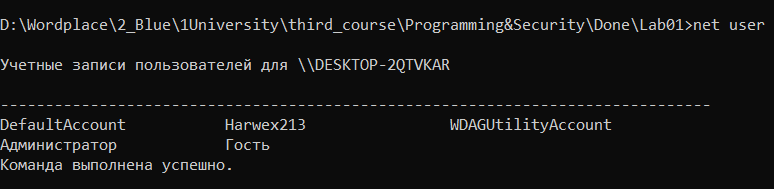 D:\Wordplace\2_Blue\1University\third_course\Programming&Security\Done\Lab01>net user
Учетные записи пользователей для \\DESKTOP-2QTVKAR
-------------------------------------------------------------------------------
DefaultAccount           Harwex213                WDAGUtilityAccount
Администратор            Гость
Команда выполнена успешно.